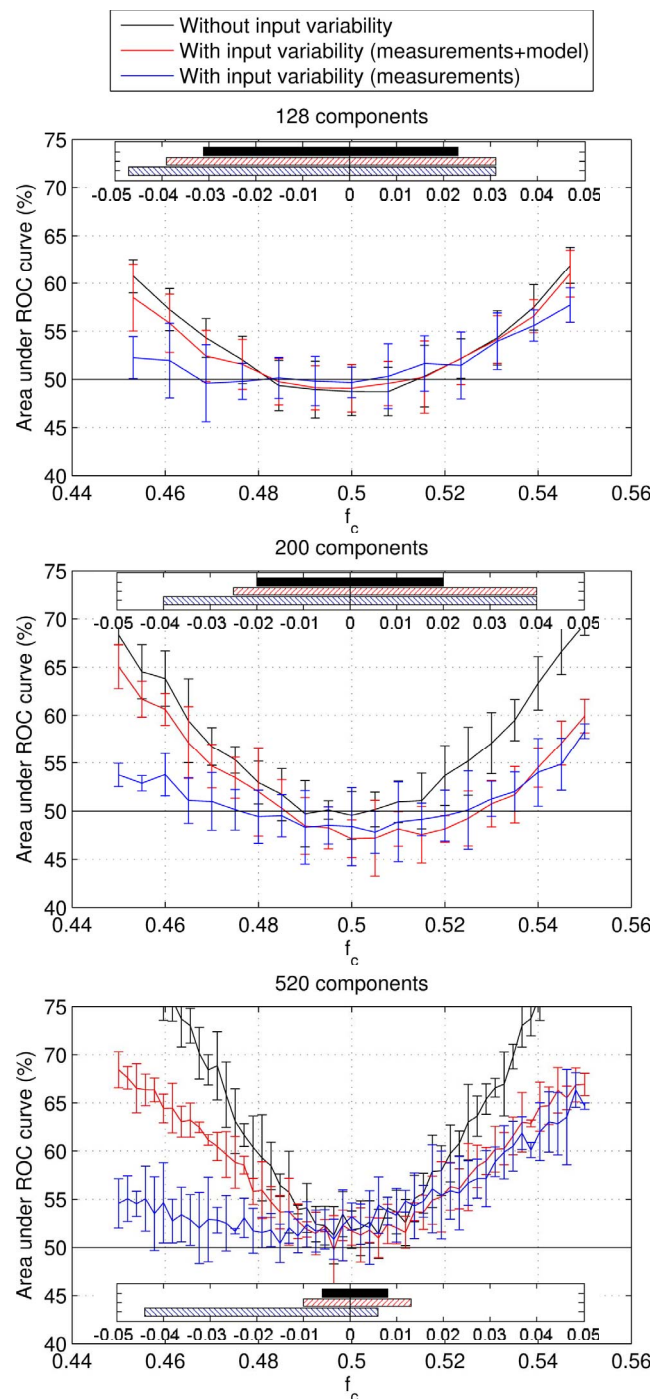 Without input variability
With input variability (measurements+model)
With input variability (measurements)
128 components
75
70
65
60
55
50
45
40
Area under ROC curve (%)
-0.05 -0.04 -0.03 -0.02 -0.01 0 0.01 0.02 0.03 0.04 0.05
0.44 0.46 0.48 0.5 0.52 0.54 0.56
f_c
200 components
75
70
65
60
55
50
45
40
Area under ROC curve (%)
-0.05 -0.04 -0.03 -0.02 -0.01 0 0.01 0.02 0.03 0.04 0.05
0.44 0.46 0.48 0.5 0.52 0.54 0.56
f_c
520 components
75
70
65
60
55
50
45
40
Area under ROC curve (%)
-0.05 -0.04 -0.03 -0.02 -0.01 0 0.01 0.02 0.03 0.04 0.05
0.44 0.46 0.48 0.5 0.52 0.54 0.56
f_c